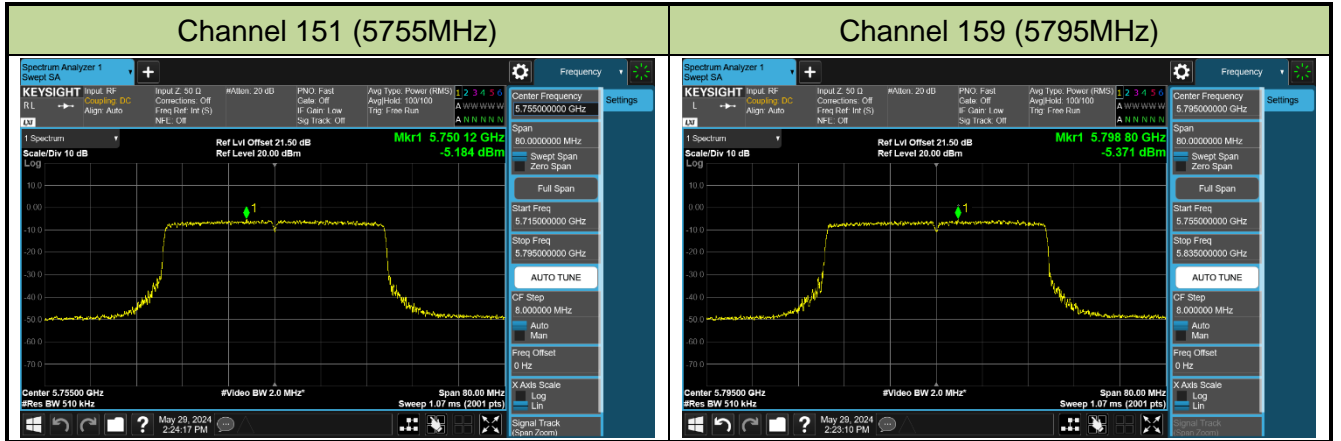 Channel 151 (5755MHz)
Channel 159 (5795MHz)
Spectrum Analyzer 1
Swept SA
+
Frequency
KEYSIGHT
RL
LXI
Input: RF
Coupling: DC
Align: Auto
Input Z: 50 Ω
Corrections: Off
Freq Ref: Int (S)
NFE: Off
#Atten: 20 dB
PNO: Fast
Gate: Off
IF Gain: Low
Sig Track: Off
Avg Type: Power (RMS)
Avg|Hold: 100/100
Trig: Free Run
1 2 3 4 5 6
A W W W W W
A N N N N N
1 Spectrum
Scale/Div 10 dB
Log
Ref Lvl Offset 21.50 dB
Ref Level 20.00 dBm
Mkr1 5.750 12 GHz
-5.184 dBm
10.0
0.00
-10.0
-20.0
-30.0
-40.0
-50.0
-60.0
-70.0
1
Center 5.75500 GHz
#Res BW 510 kHz
#Video BW 2.0 MHz*
Span 80.00 MHz
Sweep 1.07 ms (2001 pts)
Center Frequency
5.755000000 GHz
Settings
Span
80.0000000 MHz
Swept Span
Zero Span
Full Span
Start Freq
5.715000000 GHz
Stop Freq
5.795000000 GHz
AUTO TUNE
CF Step
8.000000 MHz
Auto
Man
Freq Offset
0 Hz
X Axis Scale
Log
Lin
Signal Track
(Span Zoom)
?
May 29, 2024
2:24:17 PM
Spectrum Analyzer 1
Swept SA
+
Frequency
KEYSIGHT
L
LXI
Input: RF
Coupling: DC
Align: Auto
Input Z: 50 Ω
Corrections: Off
Freq Ref: Int (S)
NFE: Off
#Atten: 20 dB
PNO: Fast
Gate: Off
IF Gain: Low
Sig Track: Off
Avg Type: Power (RMS)
Avg|Hold: 100/100
Trig: Free Run
1 2 3 4 5 6
A W W W W W
A N N N N N
1 Spectrum
Scale/Div 10 dB
Log
Ref Lvl Offset 21.50 dB
Ref Level 20.00 dBm
Mkr1 5.798 80 GHz
-5.371 dBm
10.0
0.00
-10.0
-20.0
-30.0
-40.0
-50.0
-60.0
-70.0
1
Center 5.79500 GHz
#Res BW 510 kHz
#Video BW 2.0 MHz*
Span 80.00 MHz
Sweep 1.07 ms (2001 pts)
Center Frequency
5.795000000 GHz
Settings
Span
80.0000000 MHz
Swept Span
Zero Span
Full Span
Start Freq
5.755000000 GHz
Stop Freq
5.835000000 GHz
AUTO TUNE
CF Step
8.000000 MHz
Auto
Man
Freq Offset
0 Hz
X Axis Scale
Log
Lin
Signal Track
(Span Zoom)
?
May 29, 2024
2:23:10 PM